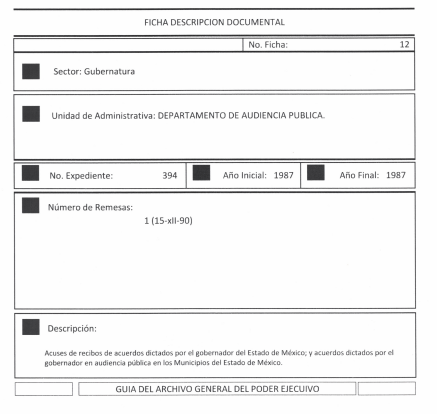 FICHA DESCRIPCION DOCUMENTAL
No. Ficha: 12
Sector: Gubernatura
Unidad de Administrativa: DEPARTAMENTO DE AUDIENCIA PUBLICA.
No. Expediente: 394 Año Inicial: 1987 Año Final: 1987
Número de Remesas:
1 (15-xII-90)
Descripción:
Acuses de recibos de acuerdos dictados por el gobernador del Estado de México; y acuerdos dictados por el
gobernador en audiencia pública en los Municipios del Estado de México.
GUIA DEL ARCHIVO GENERAL DEL PODER EJECUIVO